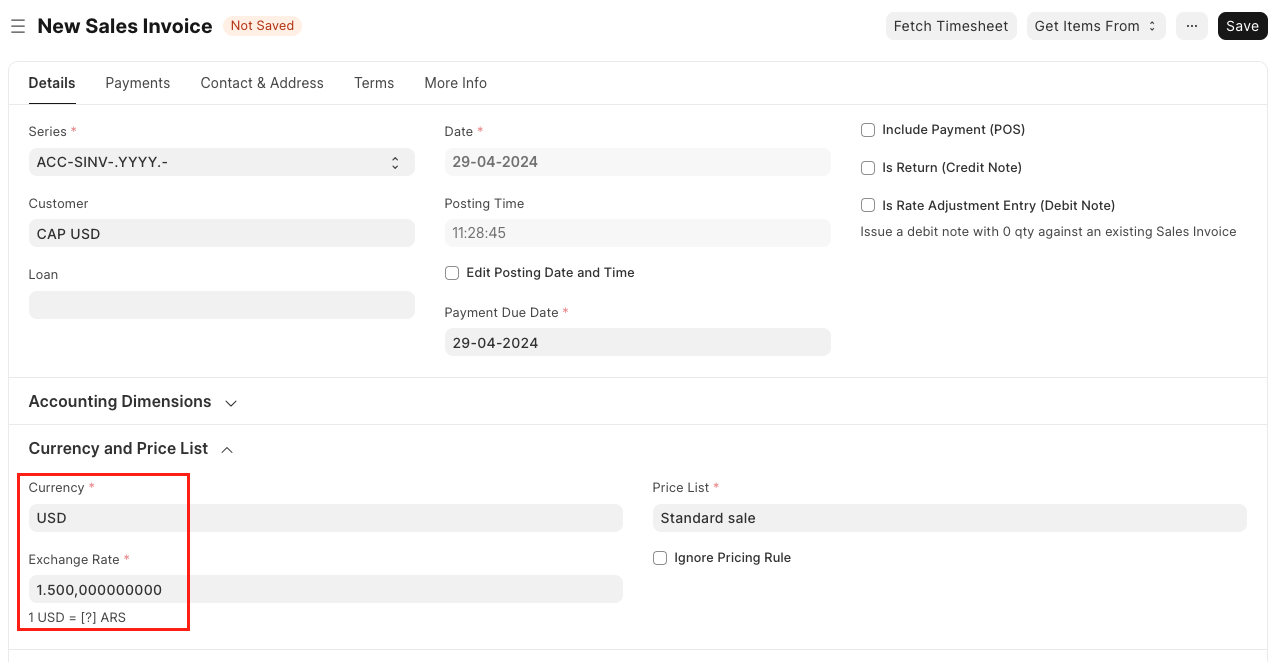 New Sales Invoice Not Saved Fetch Timesheet Get Items From ··· Save
Details Payments Contact & Address Terms More Info
Series *
ACC-SINV-.YYYY.-
Customer
CAP USD
Loan
Date *
29-04-2024
Posting Time
11:28:45
Edit Posting Date and Time
Payment Due Date *
29-04-2024
Include Payment (POS)
Is Return (Credit Note)
Is Rate Adjustment Entry (Debit Note)
Issue a debit note with 0 qty against an existing Sales Invoice
Accounting Dimensions
Currency and Price List
Currency *
USD
Exchange Rate *
1.500,000000000
1 USD = [?] ARS
Price List *
Standard sale
Ignore Pricing Rule